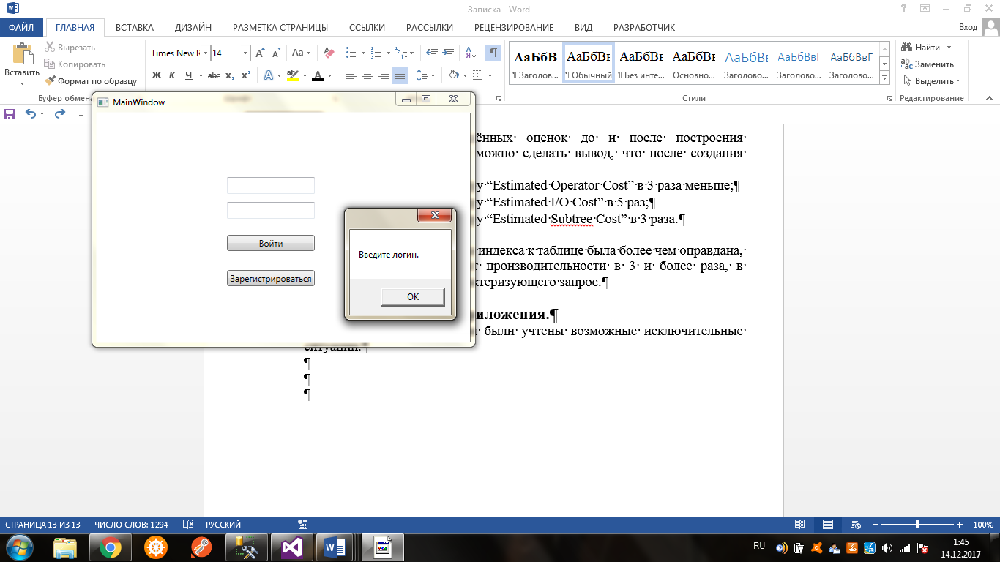 Записка - Word
ФАЙЛ ГЛАВНАЯ ВСТАВКА ДИЗАЙН РАЗМЕТКА СТРАНИЦЫ ССЫЛКИ РАССЫЛКИ РЕЦЕНЗИРОВАНИЕ ВИД РАЗРАБОТЧИК Вход
Вставить
Вырезать
Копировать
Формат по образцу
Буфер обмена
Times New R 14
Aa
Ж К Ч abc x₂ x²
АаБбВ АаБбВв АаБбВв АаБбВв АаБбВв АаБбВвГ АаБбВвГ
¶ Заголов... ¶ Обычный ¶ Без инте... Основно... Заголово... Заголово... Заголово...
Стили
Найти
Заменить
Выделить
Редактирование
MainWindow
Войти
Зарегистрироваться
Введите логин.
OK
ённых оценок до и после построения
можно сделать вывод, что после создания
у “Estimated Operator Cost” в 3 раза меньше;¶
у “Estimated I/O Cost” в 5 раз;¶
у “Estimated Subtree Cost” в 3 раза.¶
индекса к таблице была более чем оправдана,
производительности в 3 и более раза, в
ктеризующего запрос.¶
иложения.¶
были учтены возможные исключительные
ситуации.¶
¶
¶
¶
СТРАНИЦА 13 ИЗ 13 ЧИСЛО СЛОВ: 1294 РУССКИЙ 100%
RU
1:45
14.12.2017